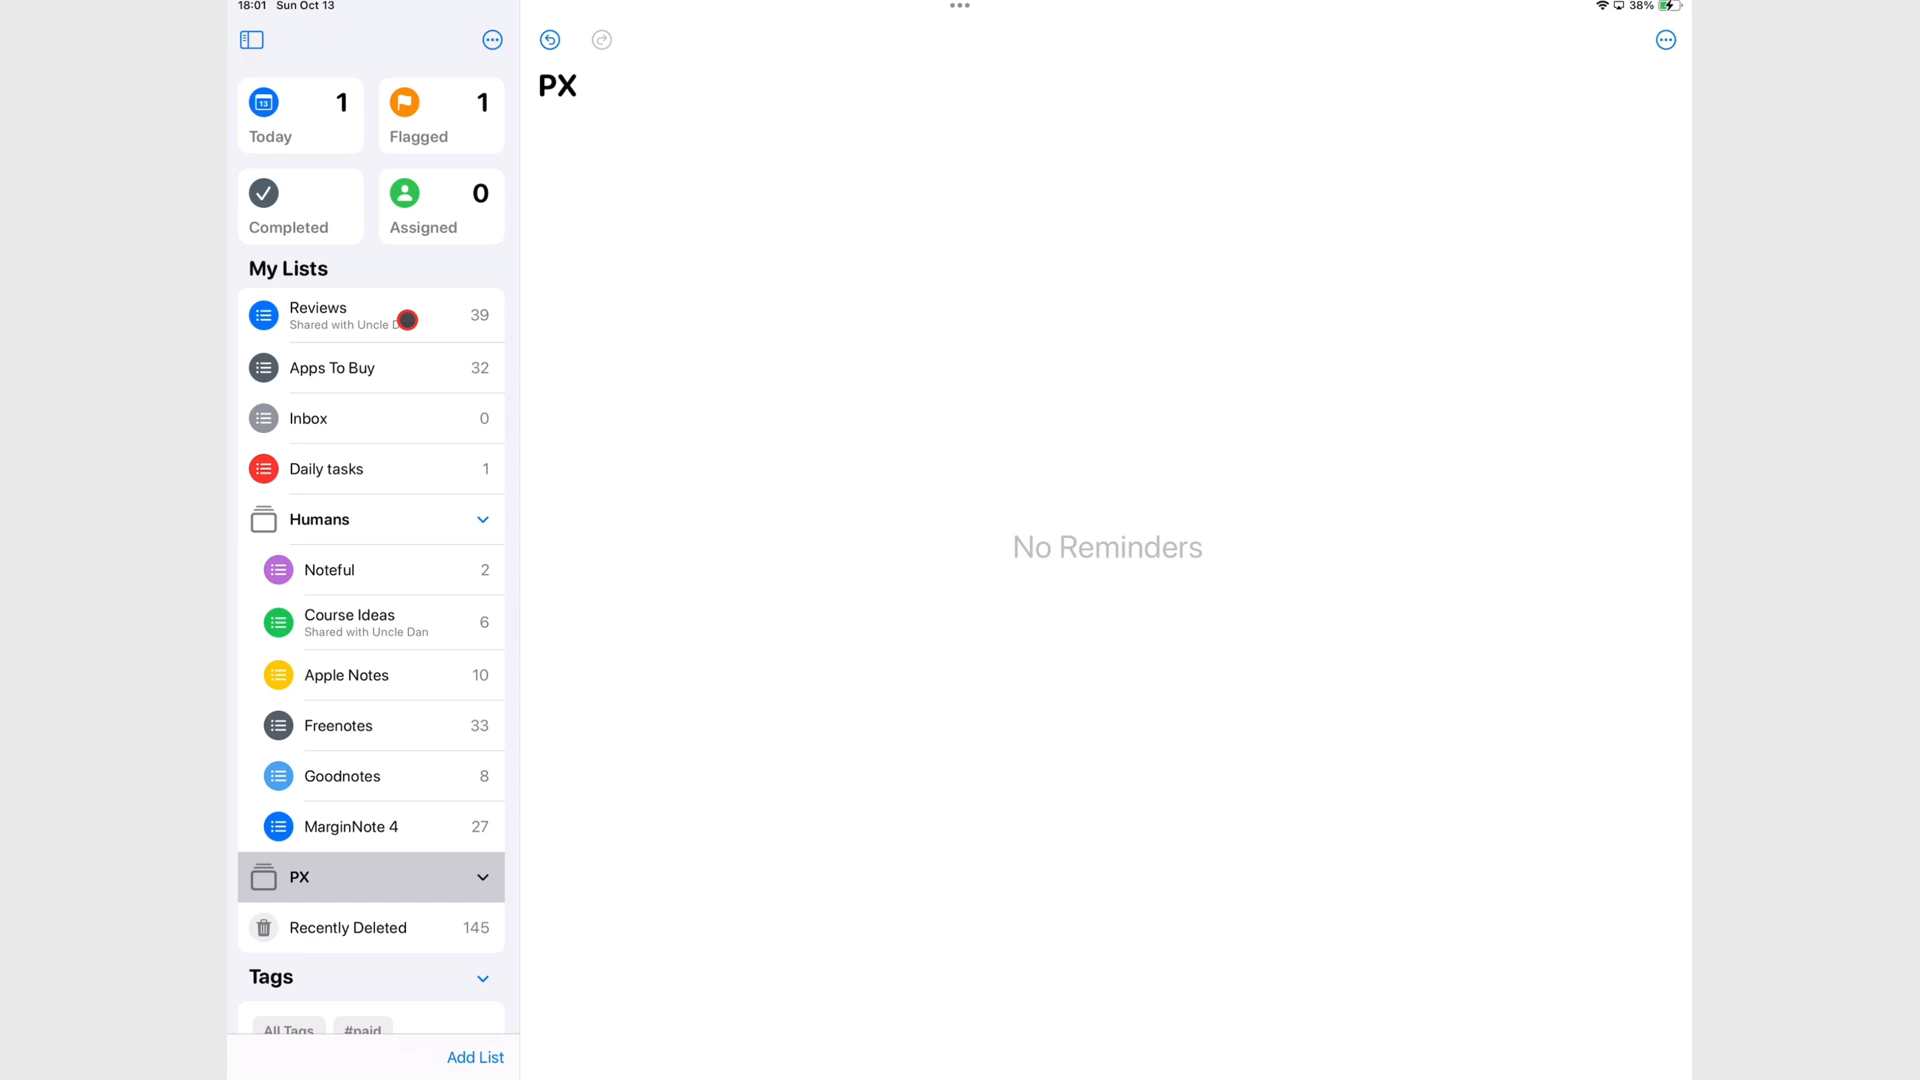 18:01 Sun Oct 13
38%
13
1
Today
1
Flagged
Completed
0
Assigned
My Lists
Reviews
Shared with Uncle
39
Apps To Buy
32
Inbox
0
Daily tasks
1
Humans
Noteful
2
Course Ideas
Shared with Uncle Dan
6
Apple Notes
10
Freenotes
33
Goodnotes
8
MarginNote 4
27
PX
Recently Deleted
145
Tags
All Tags
#paid
Add List
PX
No Reminders